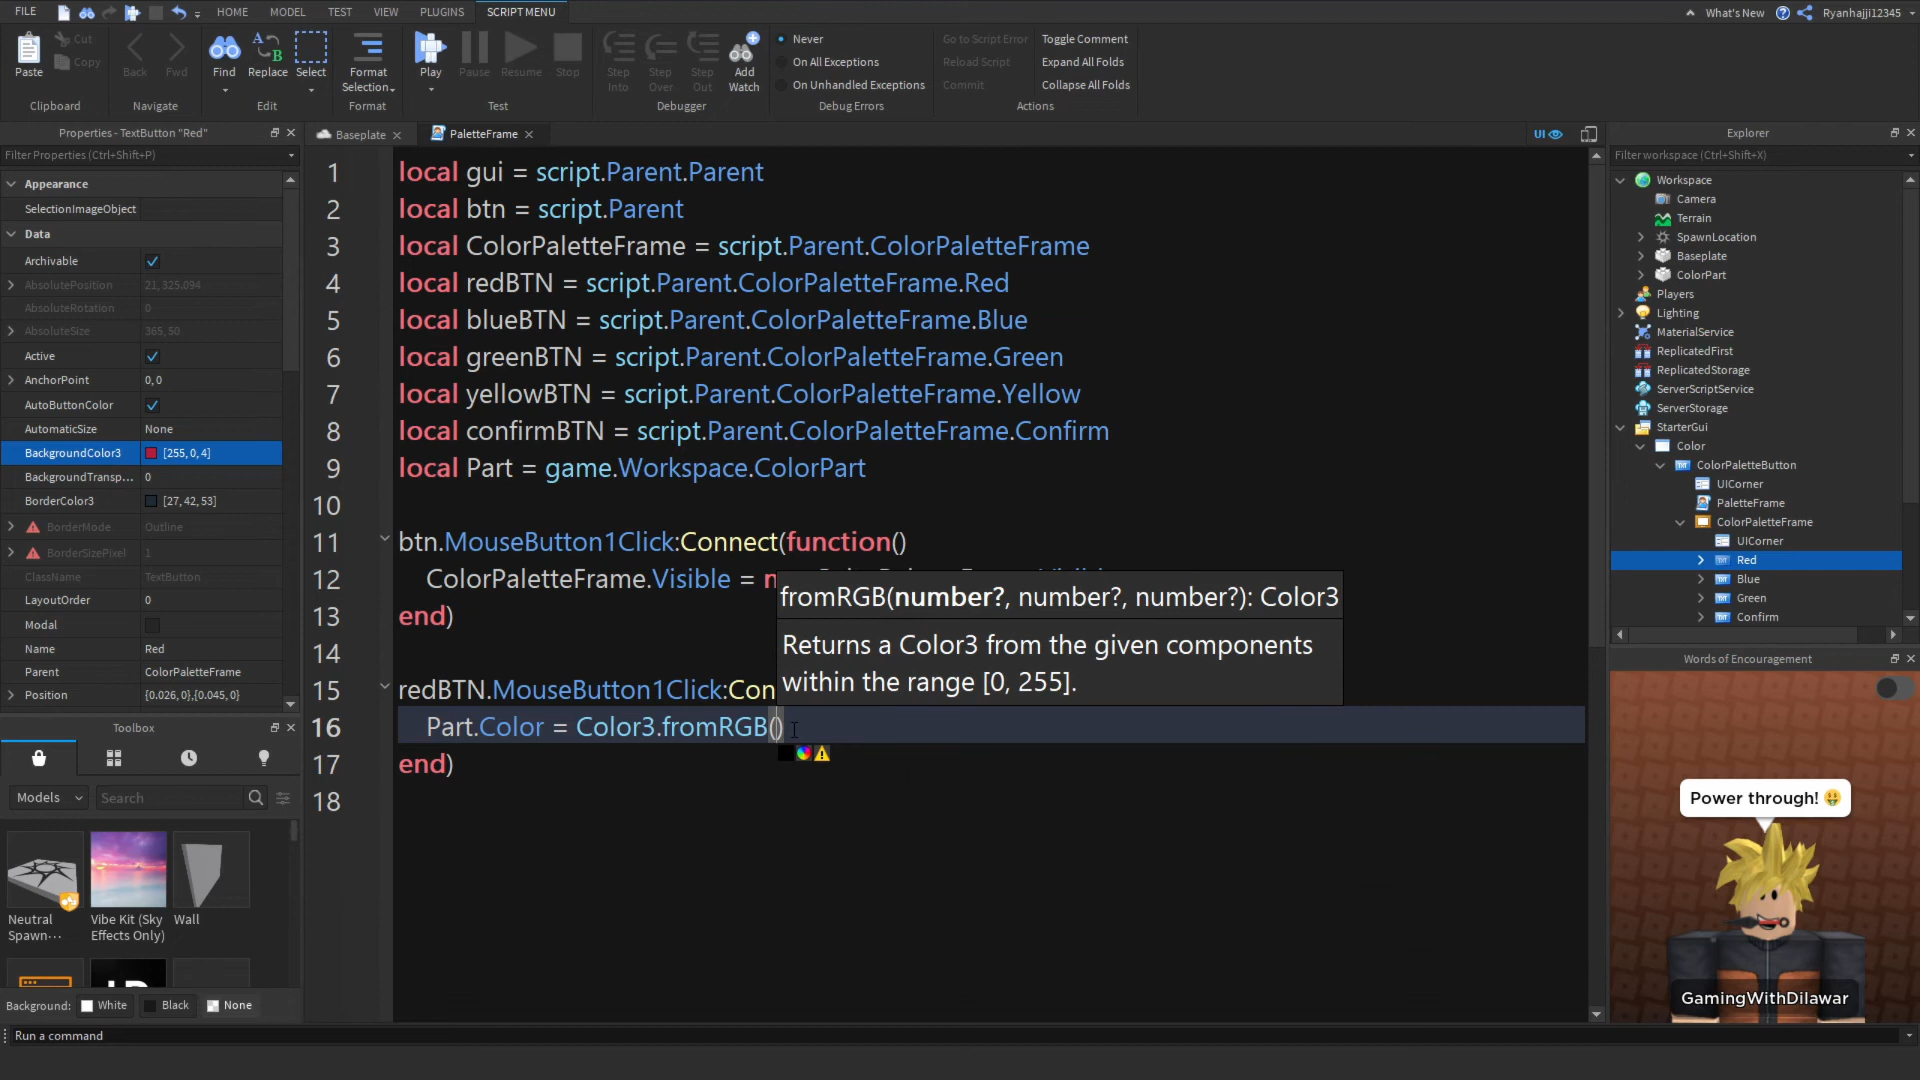 FILE
HOME
MODEL
TEST
VIEW
PLUGINS
SCRIPT MENU
What's New
Ryanhajji12345
Paste
Cut
Copy
Clipboard
Back
Fwd
Navigate
Find
Replace
Select
Edit
Format
Selection
Format
Play
Pause
Resume
Stop
Test
Step
Into
Step
Over
Step
Out
Add
Watch
Debugger
Never
On All Exceptions
On Unhandled Exceptions
Debug Errors
Go to Script Error
Reload Script
Commit
Toggle Comment
Expand All Folds
Collapse All Folds
Actions
Properties - TextButton "Red"
Filter Properties (Ctrl+Shift+P)
Appearance
SelectionImageObject
Data
Archivable
AbsolutePosition 21, 325.094
AbsoluteRotation 0
AbsoluteSize 365, 50
Active
AnchorPoint 0, 0
AutoButtonColor
AutomaticSize None
BackgroundColor3 [255, 0, 4]
BackgroundTransp... 0
BorderColor3 [27, 42, 53]
BorderMode Outline
BorderSizePixel 1
ClassName TextButton
LayoutOrder 0
Modal
Name Red
Parent ColorPaletteFrame
Position {0.026, 0},{0.045, 0}
Toolbox
Models
Search
Neutral
Spawn...
Vibe Kit (Sky
Effects Only)
Wall
Background: White Black None
Run a command
Baseplate
PaletteFrame
UI
1 local gui = script.Parent.Parent
2 local btn = script.Parent
3 local ColorPaletteFrame = script.Parent.ColorPaletteFrame
4 local redBTN = script.Parent.ColorPaletteFrame.Red
5 local blueBTN = script.Parent.ColorPaletteFrame.Blue
6 local greenBTN = script.Parent.ColorPaletteFrame.Green
7 local yellowBTN = script.Parent.ColorPaletteFrame.Yellow
8 local confirmBTN = script.Parent.ColorPaletteFrame.Confirm
9 local Part = game.Workspace.ColorPart
10
11 btn.MouseButton1Click:Connect(function()
12 ColorPaletteFrame.Visible =
13 end)
14
15 redBTN.MouseButton1Click:Con
16 Part.Color = Color3.fromRGB()
17 end)
18
fromRGB(number?, number?, number?): Color3
Returns a Color3 from the given components
within the range [0, 255].
Explorer
Filter workspace (Ctrl+Shift+X)
Workspace
Camera
Terrain
SpawnLocation
Baseplate
ColorPart
Players
Lighting
MaterialService
ReplicatedFirst
ReplicatedStorage
ServerScriptService
ServerStorage
StarterGui
Color
ColorPaletteButton
UICorner
PaletteFrame
ColorPaletteFrame
UICorner
Red
Blue
Green
Confirm
Words of Encouragement
Power through! 🤑
GamingWithDilawar